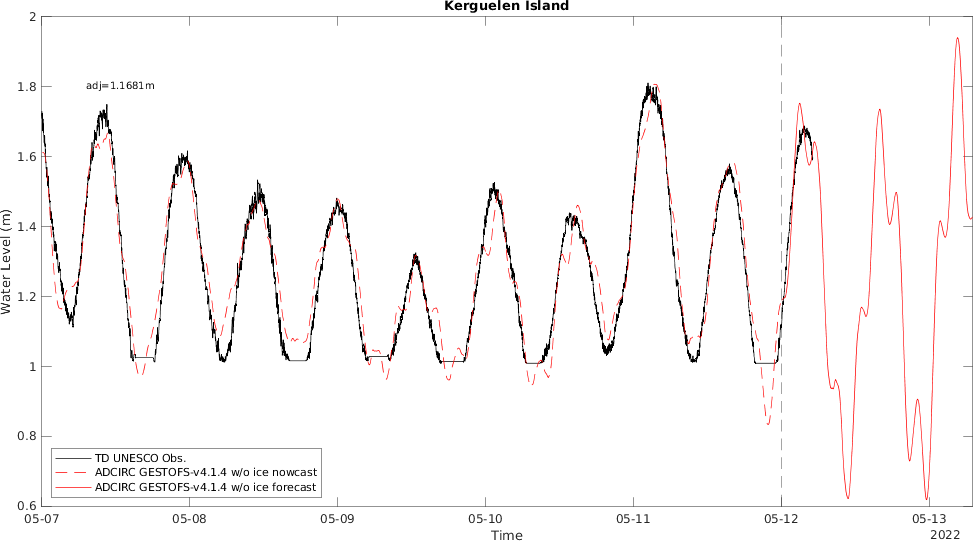 Kerguelen Island
2
1.8
1.6
1.4
1.2
1
0.8
0.6
Water Level (m)
adj=1.1681m
TD UNESCO Obs.
ADCIRC GESTOFS-v4.1.4 w/o ice nowcast
ADCIRC GESTOFS-v4.1.4 w/o ice forecast
05-07 05-08 05-09 05-10 05-11 05-12 05-13
Time
2022